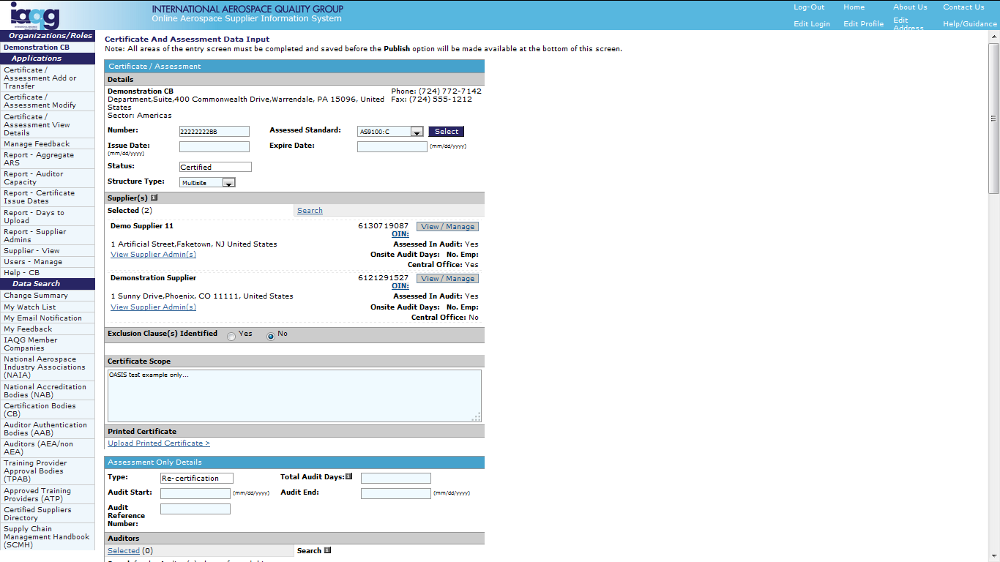 iaqg
INTERNATIONAL AEROSPACE QUALITY GROUP
Online Aerospace Supplier Information System
Log-Out
Home
About Us
Contact Us
Edit Login
Edit Profile
Edit
Address
Help/Guidance
Organizations/Roles
Demonstration CB
Applications
Certificate /
Assessment Add or
Transfer
Certificate /
Assessment Modify
Certificate /
Assessment View
Details
Manage Feedback
Report - Aggregate
ARS
Report - Auditor
Capacity
Report - Certificate
Issue Dates
Report - Days to
Upload
Report - Supplier
Admins
Supplier - View
Users - Manage
Help - CB
Data Search
Change Summary
My Watch List
My Email Notification
My Feedback
IAQG Member
Companies
National Aerospace
Industry Associations
(NAIA)
National Accreditation
Bodies (NAB)
Certification Bodies
(CB)
Auditor Authentication
Bodies (AAB)
Auditors (AEA/non
AEA)
Training Provider
Approval Bodies
(TPAB)
Approved Training
Providers (ATP)
Certified Suppliers
Directory
Supply Chain
Management Handbook
(SCMH)
Certificate And Assessment Data Input
Note: All areas of the entry screen must be completed and saved before the Publish option will be made available at the bottom of this screen.
Certificate / Assessment
Details
Demonstration CB Phone: (724) 772-7142
Department,Suite,400 Commonwealth Drive,Warrendale, PA 15096, United Fax: (724) 555-1212
States
Sector: Americas
Number: 22222222BB Assessed Standard: AS9100:C Select
Issue Date: Expire Date: (mm/dd/yyyy)
(mm/dd/yyyy)
Status: Certified
Structure Type: Multisite
Supplier(s)
Selected (2) Search
Demo Supplier 11 6130719087 View / Manage
OIN:
1 Artificial Street,Faketown, NJ United States Assessed In Audit: Yes
View Supplier Admin(s) Onsite Audit Days: No. Emp:
Central Office: Yes
Demonstration Supplier 6121291527 View / Manage
OIN:
1 Sunny Drive,Phoenix, CO 11111, United States Assessed In Audit: Yes
View Supplier Admin(s) Onsite Audit Days: No. Emp:
Central Office: No
Exclusion Clause(s) Identified Yes No
Certificate Scope
OASIS test example only...
Printed Certificate
Upload Printed Certificate >
Assessment Only Details
Type: Re-certification Total Audit Days:
Audit Start: (mm/dd/yyyy) Audit End: (mm/dd/yyyy)
Audit
Reference
Number:
Auditors
Selected (0) Search